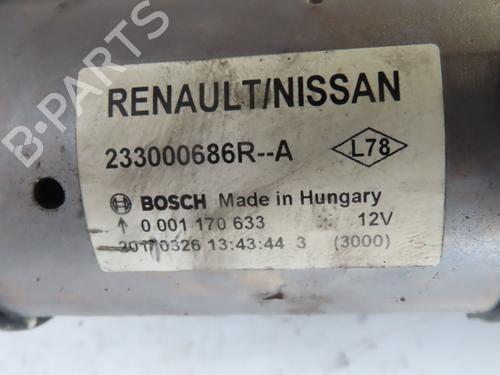 B-PARTS
RENAULT/NISSAN
233000686R--A
L78
BOSCH Made in Hungary
0 001 170 633 12V
20170326 13:43:44 3 (3000)